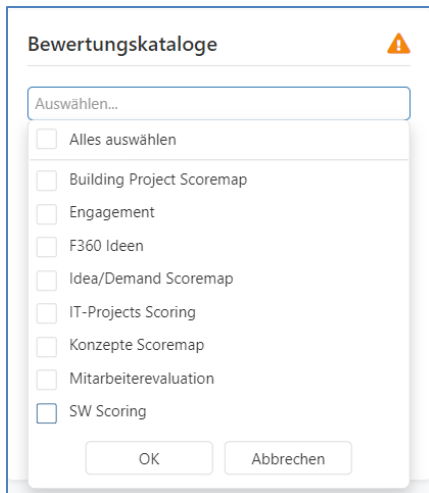 Bewertungskataloge
Auswählen...
Alles auswählen
Building Project Scoremap
Engagement
F360 Ideen
Idea/Demand Scoremap
IT-Projects Scoring
Konzepte Scoremap
Mitarbeiterevaluation
SW Scoring
OK Abbrechen